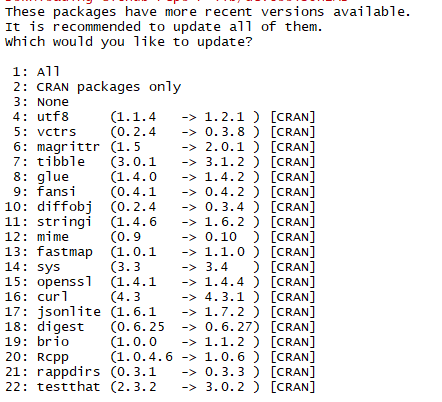 These packages have more recent versions available.
It is recommended to update all of them.
Which would you like to update?
1: All
2: CRAN packages only
3: None
4: utf8 (1.1.4 -> 1.2.1 ) [CRAN]
5: vctrs (0.2.4 -> 0.3.8 ) [CRAN]
6: magrittr (1.5 -> 2.0.1 ) [CRAN]
7: tibble (3.0.1 -> 3.1.2 ) [CRAN]
8: glue (1.4.0 -> 1.4.2 ) [CRAN]
9: fansi (0.4.1 -> 0.4.2 ) [CRAN]
10: diffobj (0.2.4 -> 0.3.4 ) [CRAN]
11: stringi (1.4.6 -> 1.6.2 ) [CRAN]
12: mime (0.9 -> 0.10 ) [CRAN]
13: fastmap (1.0.1 -> 1.1.0 ) [CRAN]
14: sys (3.3 -> 3.4 ) [CRAN]
15: openssl (1.4.1 -> 1.4.4 ) [CRAN]
16: curl (4.3 -> 4.3.1 ) [CRAN]
17: jsonlite (1.6.1 -> 1.7.2 ) [CRAN]
18: digest (0.6.25 -> 0.6.27) [CRAN]
19: brio (1.0.0 -> 1.1.2 ) [CRAN]
20: Rcpp (1.0.4.6 -> 1.0.6 ) [CRAN]
21: rappdirs (0.3.1 -> 0.3.3 ) [CRAN]
22: testthat (2.3.2 -> 3.0.2 ) [CRAN]